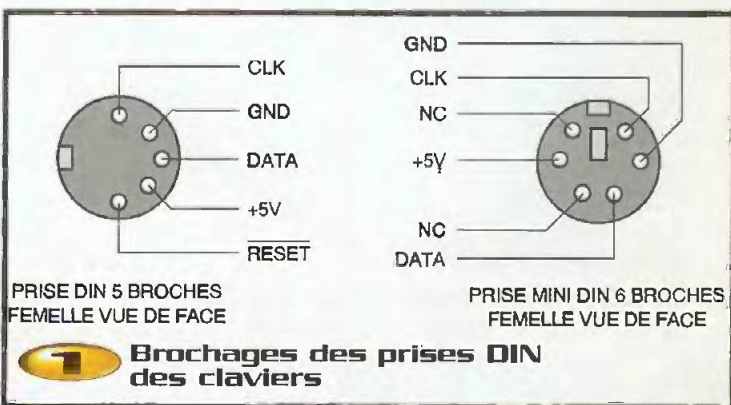 CLK
GND
DATA
+5V
RESET
PRISE DIN 5 BROCHES
FEMELLE VUE DE FACE
GND
CLK
NC
+5V
NC
DATA
PRISE MINI DIN 6 BROCHES
FEMELLE VUE DE FACE
1 Brochages des prises DIN
des claviers